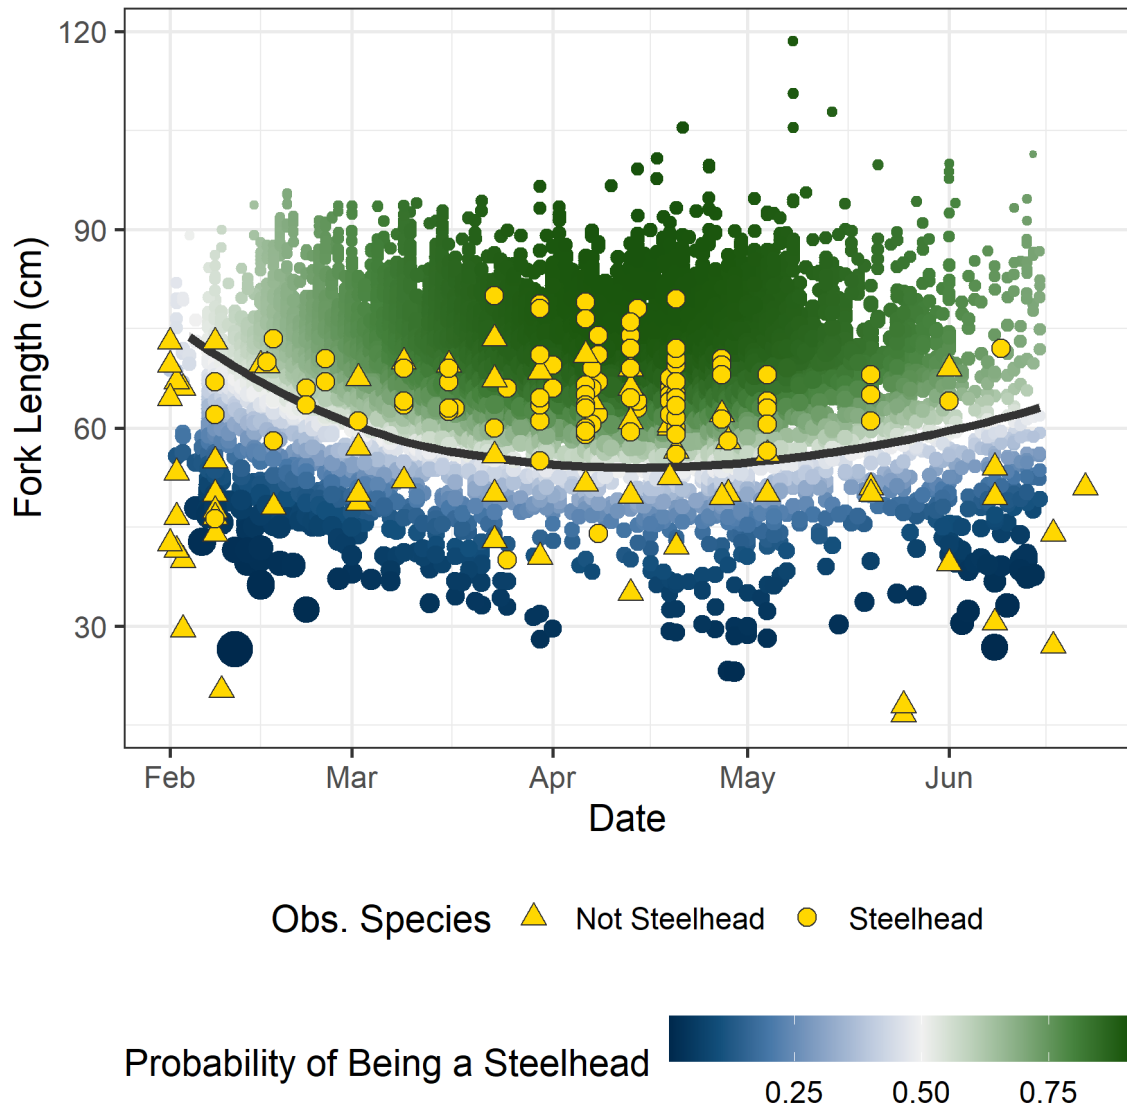 120
90
60
30
Fork Length (cm)
Feb Mar Apr May Jun
Date
Obs. Species Not Steelhead Steelhead
Probability of Being a Steelhead
0.25 0.50 0.75